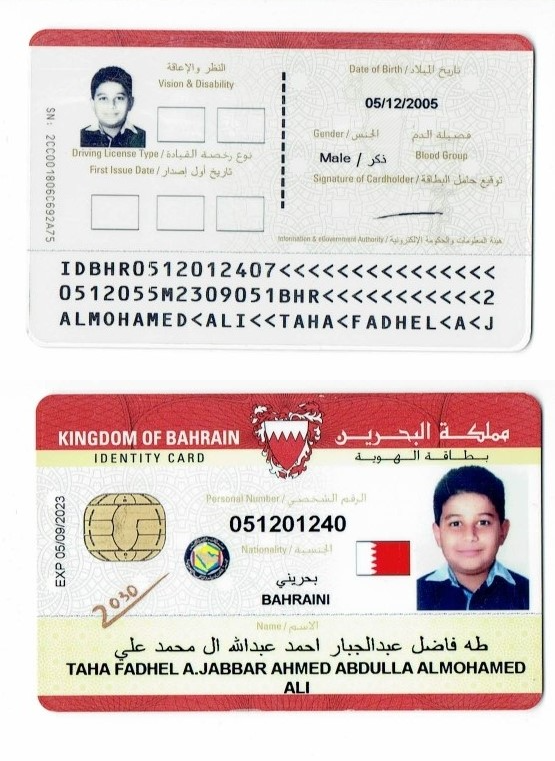 النظر والإعاقة
Vision & Disability
Date of Birth / تاريخ الميلاد
05/12/2005
Gender / الجنس
فصيلة الدم
Male / ذكر
Blood Group
Driving License Type / نوع رخصة القيادة
First Issue Date / تاريخ أول إصدار
Signature of Cardholder / توقيع حامل البطاقة
SN: 2CC001806C692A75
Information & eGovernment Authority / هيئة المعلومات والحكومة الإلكترونية
IDBHR0512012407<<<<<<<<<<<<<<<
0512055M2309051BHR<<<<<<<<<<<2
ALMOHAMED<ALI<<TAHA<FADHEL<A<J
KINGDOM OF BAHRAIN مملكة البحرين
IDENTITY CARD بطاقة الهوية
Personal Number / الرقم الشخصي
051201240
Nationality / الجنسية
بحريني
BAHRAINI
EXP 05/09/2023
2030
Name / الاسم
طه فاضل عبدالجبار احمد عبدالله ال محمد علي
TAHA FADHEL A.JABBAR AHMED ABDULLA ALMOHAMED
ALI